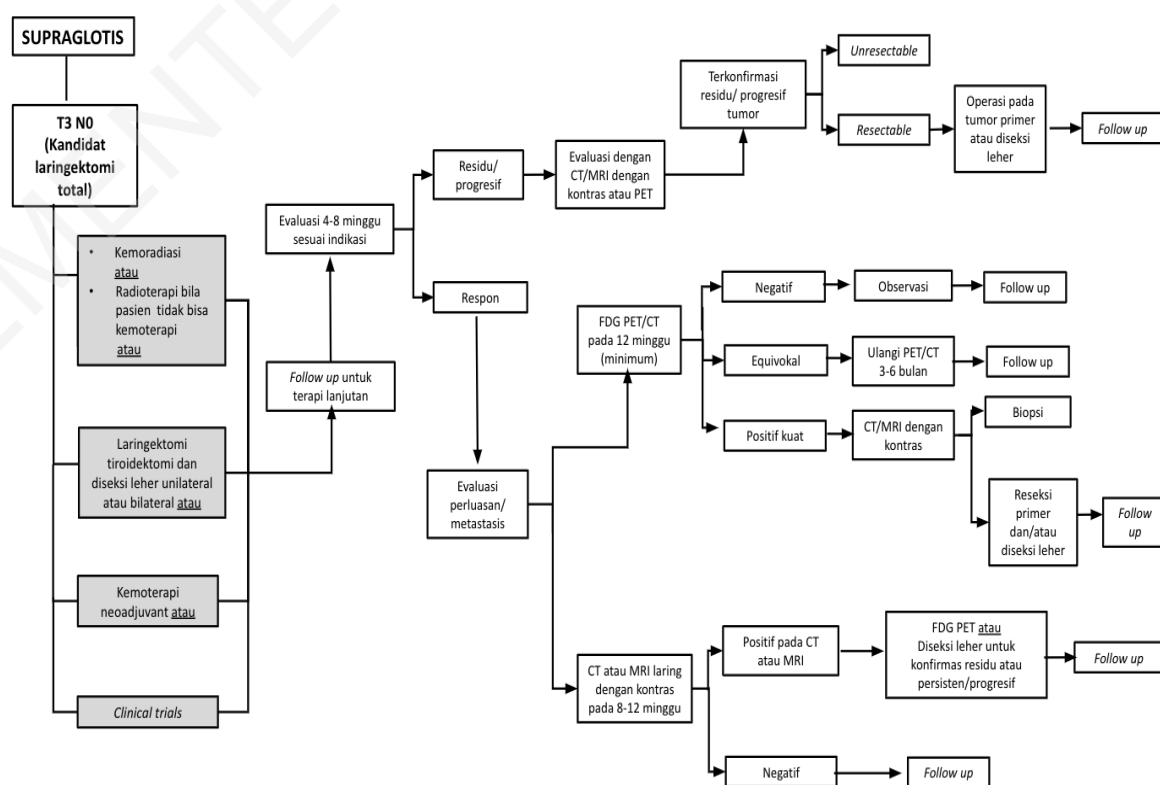 SUPRAGLOTIS
T3 N0
(Kandidat
laringektomi
total)
• Kemoradiasi
atau
• Radioterapi bila
pasien tidak bisa
kemoterapi
atau
Laringektomi
tiroidektomi dan
diseksi leher unilateral
atau bilateral atau
Kemoterapi
neoadjuvant atau
Clinical trials
Follow up untuk
terapi lanjutan
Evaluasi 4-8 minggu
sesuai indikasi
Residu/
progresif
Evaluasi dengan
CT/MRI dengan
kontras atau PET
Terkonfirmasi
residu/ progresif
tumor
Unresectable
Resectable
Operasi pada
tumor primer
atau diseksi
leher
Follow up
Respon
Evaluasi
perluasan/
metastasis
FDG PET/CT
pada 12 minggu
(minimum)
Negatif
Observasi
Follow up
Equivokal
Ulangi PET/CT
3-6 bulan
Follow up
Positif kuat
CT/MRI dengan
kontras
Biopsi
Reseksi
primer
dan/atau
diseksi leher
Follow
up
CT atau MRI laring
dengan kontras
pada 8-12 minggu
Positif pada CT
atau MRI
FDG PET atau
Diseksi leher untuk
konfirmas residu atau
persisten/progresif
Follow up
Negatif
Follow up